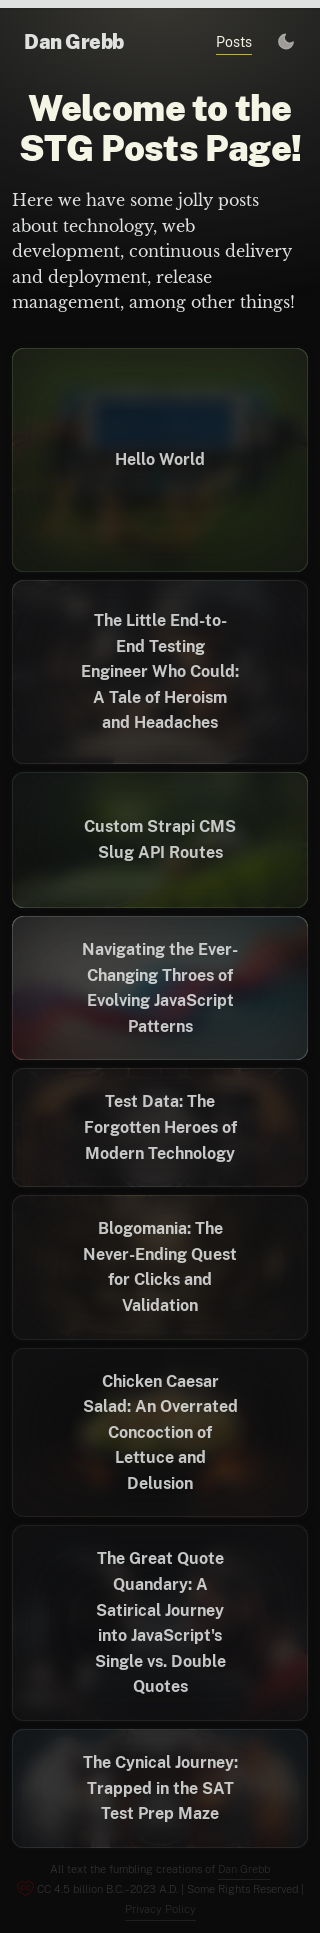 Dan Grebb
Posts
Welcome to the
STG Posts Page!
Here we have some jolly posts
about technology, web
development, continuous delivery
and deployment, release
management, among other things!
Hello World
The Little End-to-
End Testing
Engineer Who Could:
A Tale of Heroism
and Headaches
Custom Strapi CMS
Slug API Routes
Navigating the Ever-
Changing Throes of
Evolving JavaScript
Patterns
Test Data: The
Forgotten Heroes of
Modern Technology
Blogomania: The
Never-Ending Quest
for Clicks and
Validation
Chicken Caesar
Salad: An Overrated
Concoction of
Lettuce and
Delusion
The Great Quote
Quandary: A
Satirical Journey
into JavaScript's
Single vs. Double
Quotes
The Cynical Journey:
Trapped in the SAT
Test Prep Maze
All text the fumbling creations of Dan Grebb
CC 4.5 billion B.C.-2023 A.D. | Some Rights Reserved |
Privacy Policy